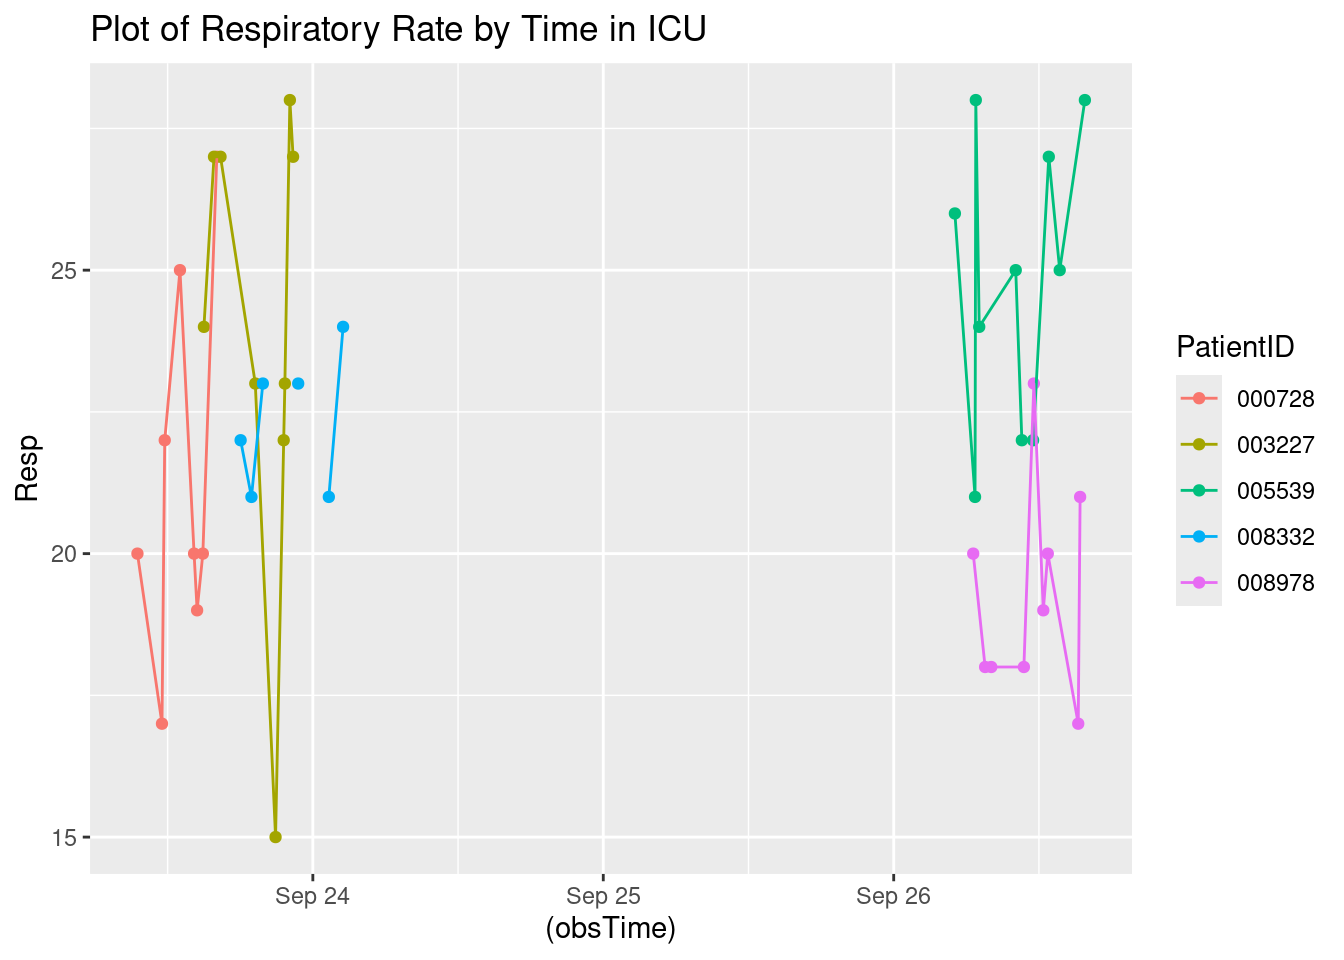 Plot of Respiratory Rate by Time in ICU
Resp
25
20
15
Sep 24
Sep 25
Sep 26
(obsTime)
PatientID
000728
003227
005539
008332
008978